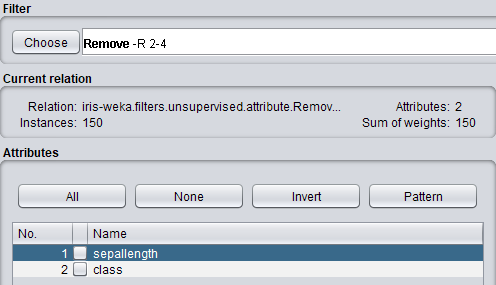 Filter
Choose Remove -R 2-4
Current relation
Relation: iris-weka.filters.unsupervised.attribute.Remov... Attributes: 2
Instances: 150 Sum of weights: 150
Attributes
All None Invert Pattern
No. Name
1 sepallength
2 class